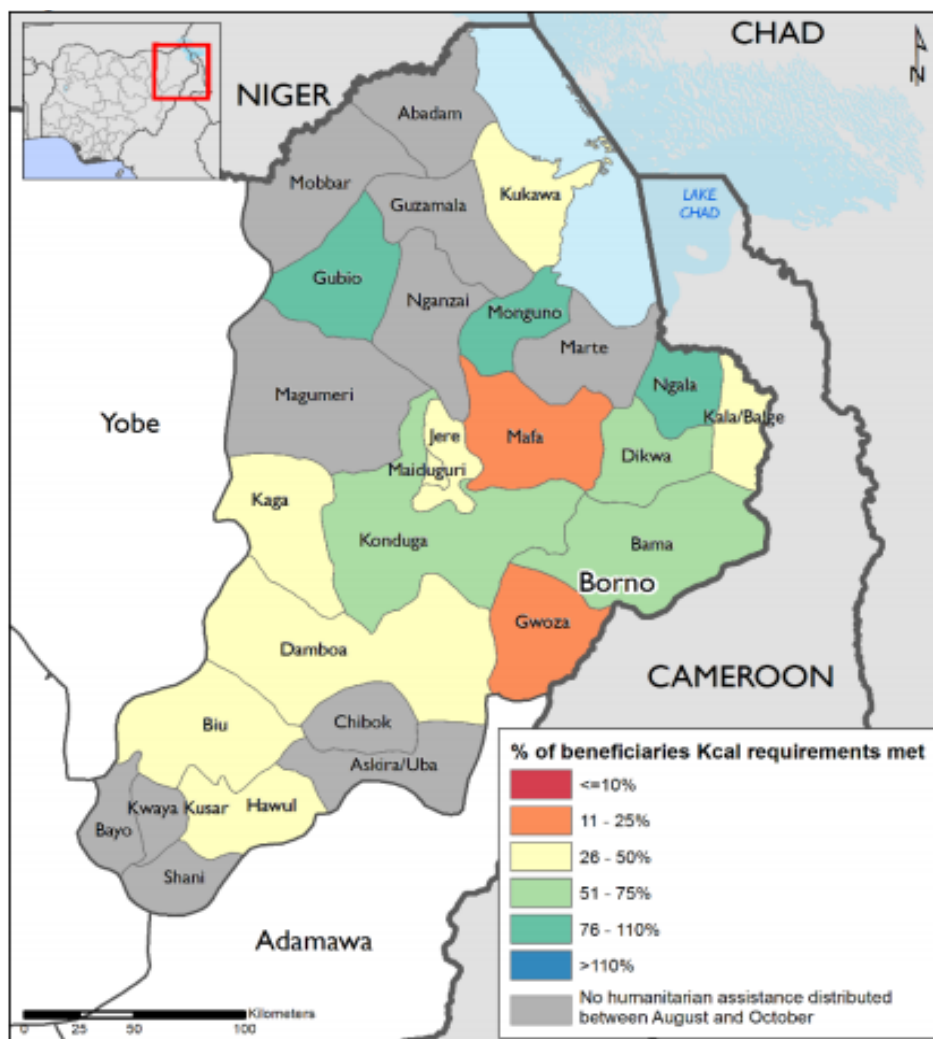 CHAD
N
NIGER
Abadam
Mobbar
Kukawa
Guzamala
LAKE
CHAD
Gubio
Nganzai
Monguno
Marte
Magumeri
Ngala
Yobe
Kala/Balge
Jere
Mafa
Maiduguri
Dikwa
Kaga
Konduga
Bama
Borno
Gwoza
Damboa
CAMEROON
Biu
Chibok
Askira/Uba
Kwaya Kusar
Hawul
Bayo
Shani
Adamawa
% of beneficiaries Kcal requirements met
<=10%
11 - 25%
26 - 50%
51 - 75%
76 - 110%
>110%
No humanitarian assistance distributed
between August and October
Kilometers
0 25 50 100